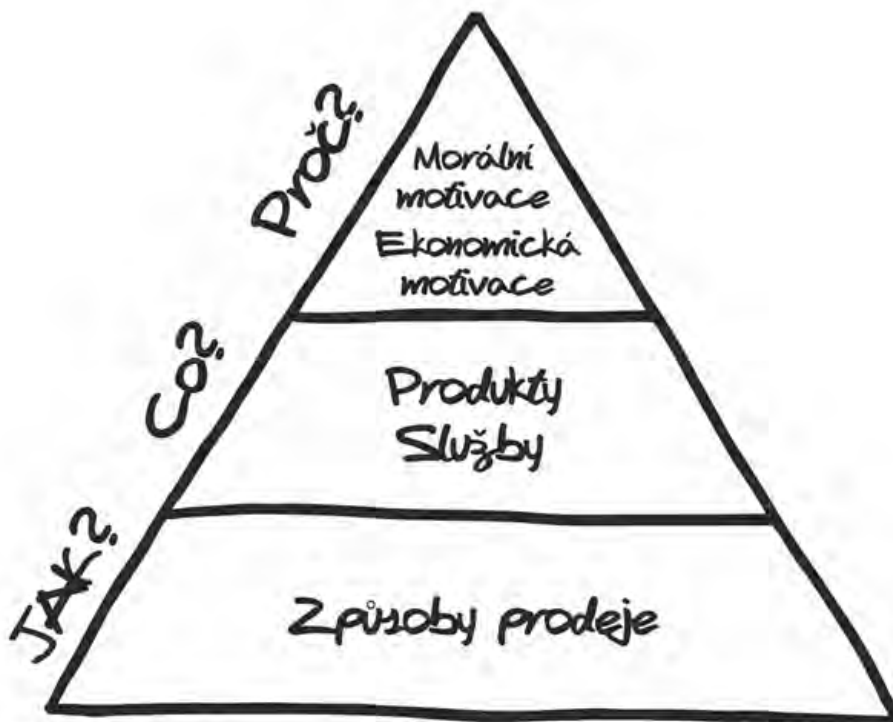 Proč?
Morální
motivace
Ekonomická
motivace
Co?
Produkty
Služby
JAK?
Způsoby prodeje